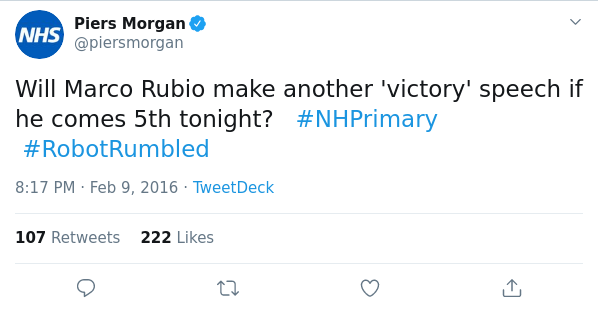 NHS
Piers Morgan
@piersmorgan
Will Marco Rubio make another 'victory' speech if
he comes 5th tonight? #NHPrimary
#RobotRumbled
8:17 PM · Feb 9, 2016 · TweetDeck
107 Retweets 222 Likes